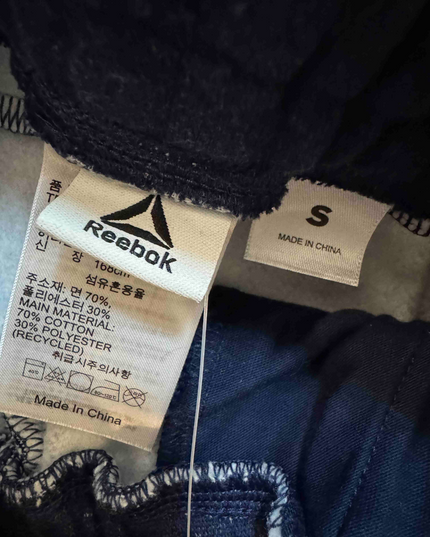 Reebok
S
MADE IN CHINA
신 장 168cm
섬유혼용율
주소재: 면 70%,
폴리에스터 30%
MAIN MATERIAL:
70% COTTON
30% POLYESTER
(RECYCLED)
취급시주의사항
Made In China